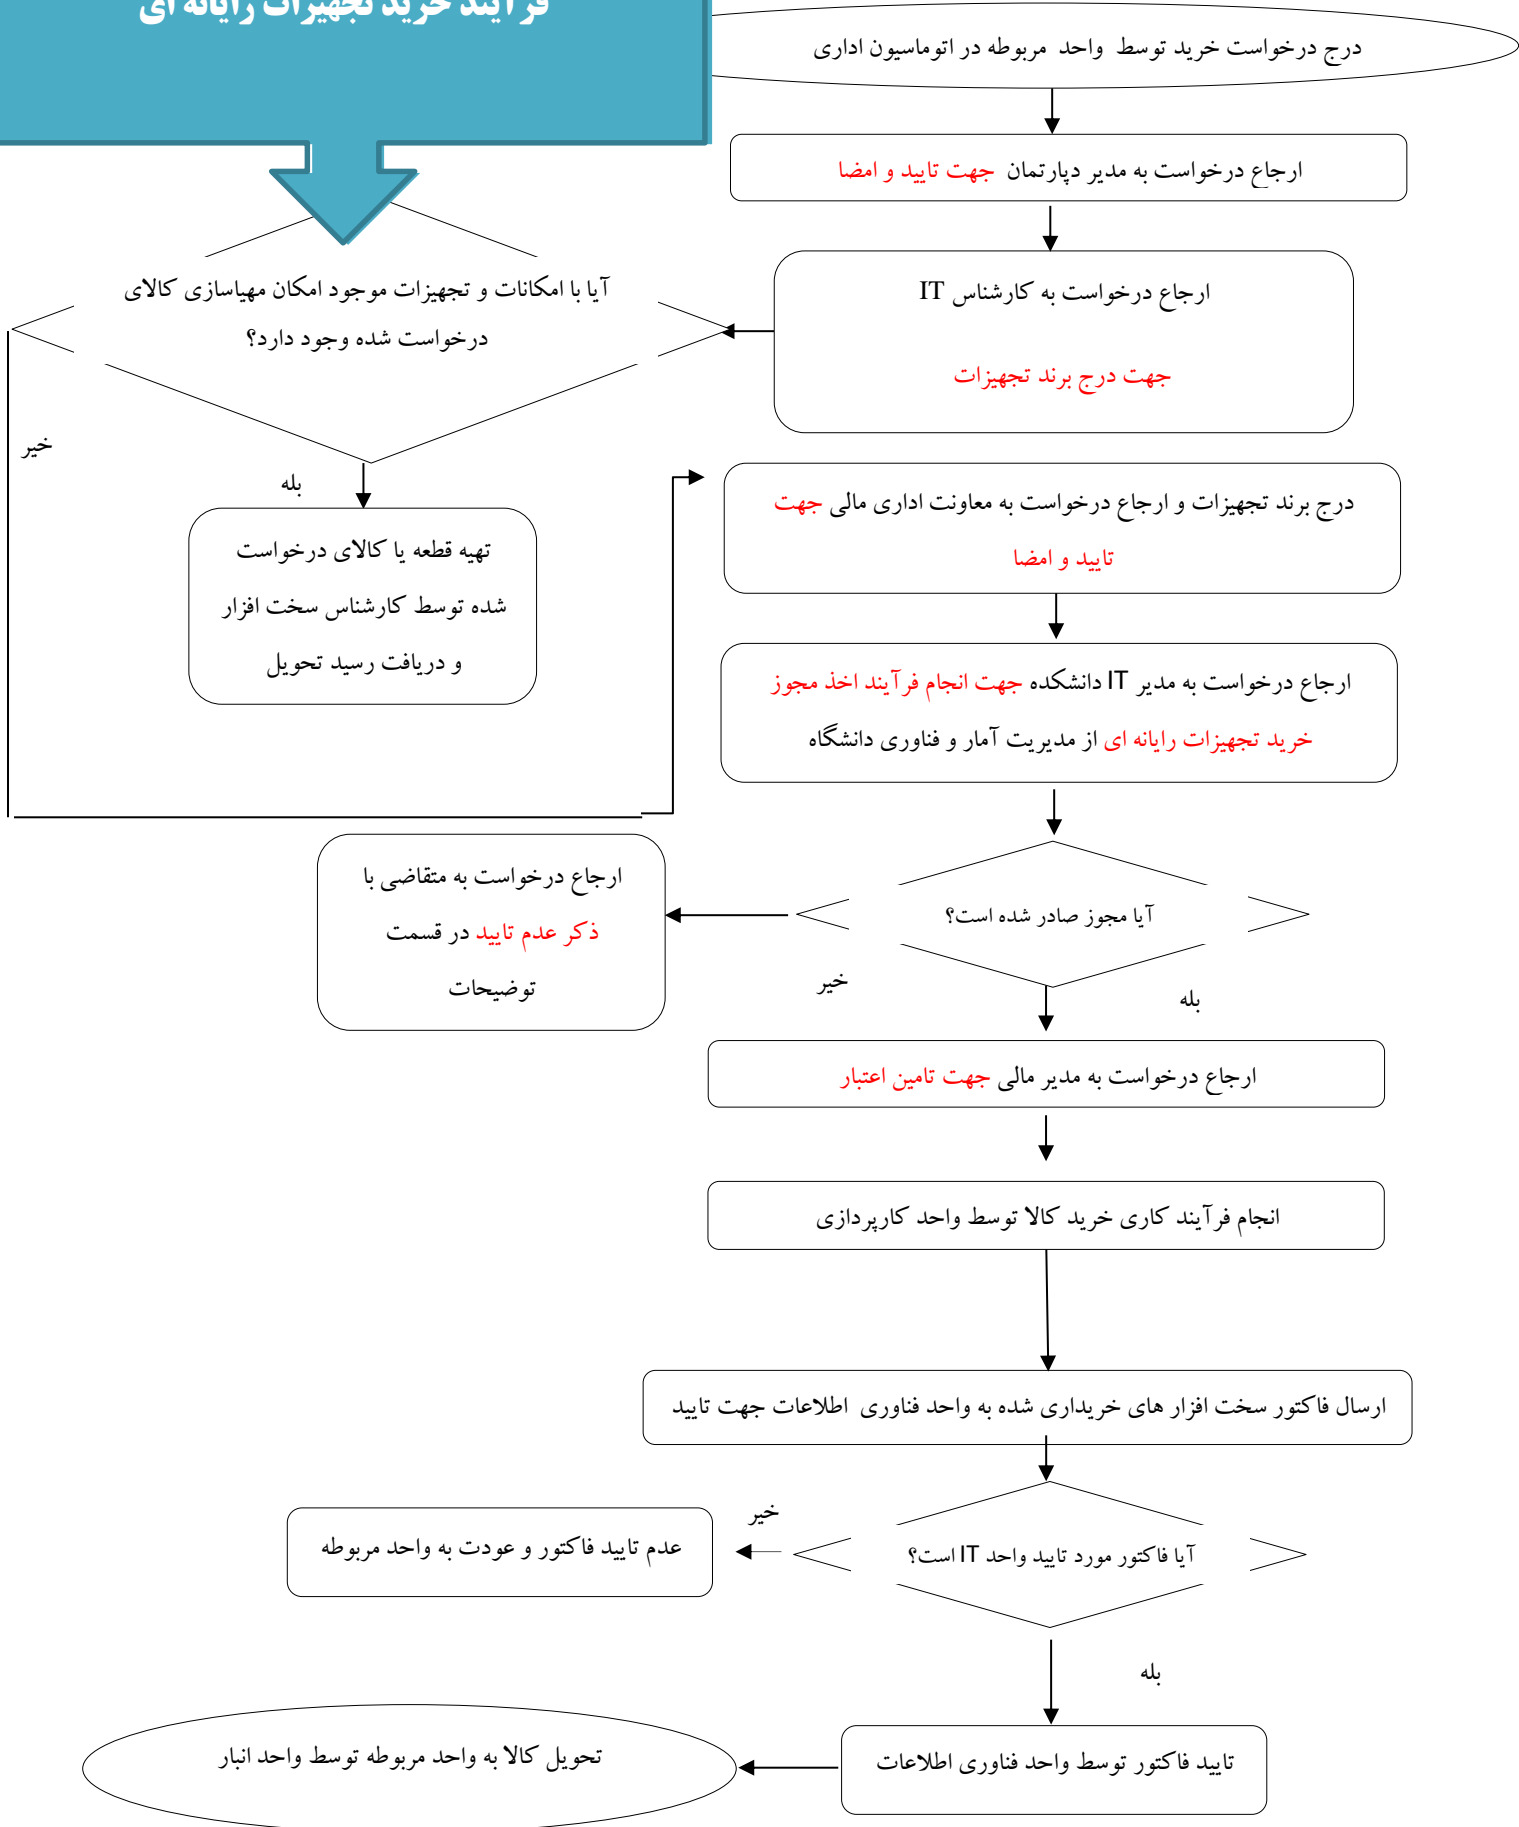 فرآیند خرید تجهیزات رایانه ای
درج درخواست خرید توسط واحد مربوطه در اتوماسیون اداری
ارجاع درخواست به مدیر دپارتمان جهت تایید و امضا
ارجاع درخواست به کارشناس IT
جهت درج برند تجهیزات
آیا با امکانات و تجهیزات موجود امکان مهیاسازی کالای
درخواست شده وجود دارد؟
خیر
بله
تهیه قطعه یا کالای درخواست
شده توسط کارشناس سخت افزار
و دریافت رسید تحویل
درج برند تجهیزات و ارجاع درخواست به معاونت اداری مالی جهت
تایید و امضا
ارجاع درخواست به مدیر IT دانشکده جهت انجام فرآیند اخذ مجوز
خرید تجهیزات رایانه ای از مدیریت آمار و فناوری دانشگاه
آیا مجوز صادر شده است؟
خیر
بله
ارجاع درخواست به متقاضی با
ذکر عدم تایید در قسمت
توضیحات
ارجاع درخواست به مدیر مالی جهت تامین اعتبار
انجام فرآیند کاری خرید کالا توسط واحد کارپردازی
ارسال فاکتور سخت افزار های خریداری شده به واحد فناوری اطلاعات جهت تایید
آیا فاکتور مورد تایید واحد IT است؟
خیر
عدم تایید فاکتور و عودت به واحد مربوطه
بله
تایید فاکتور توسط واحد فناوری اطلاعات
تحویل کالا به واحد مربوطه توسط واحد انبار